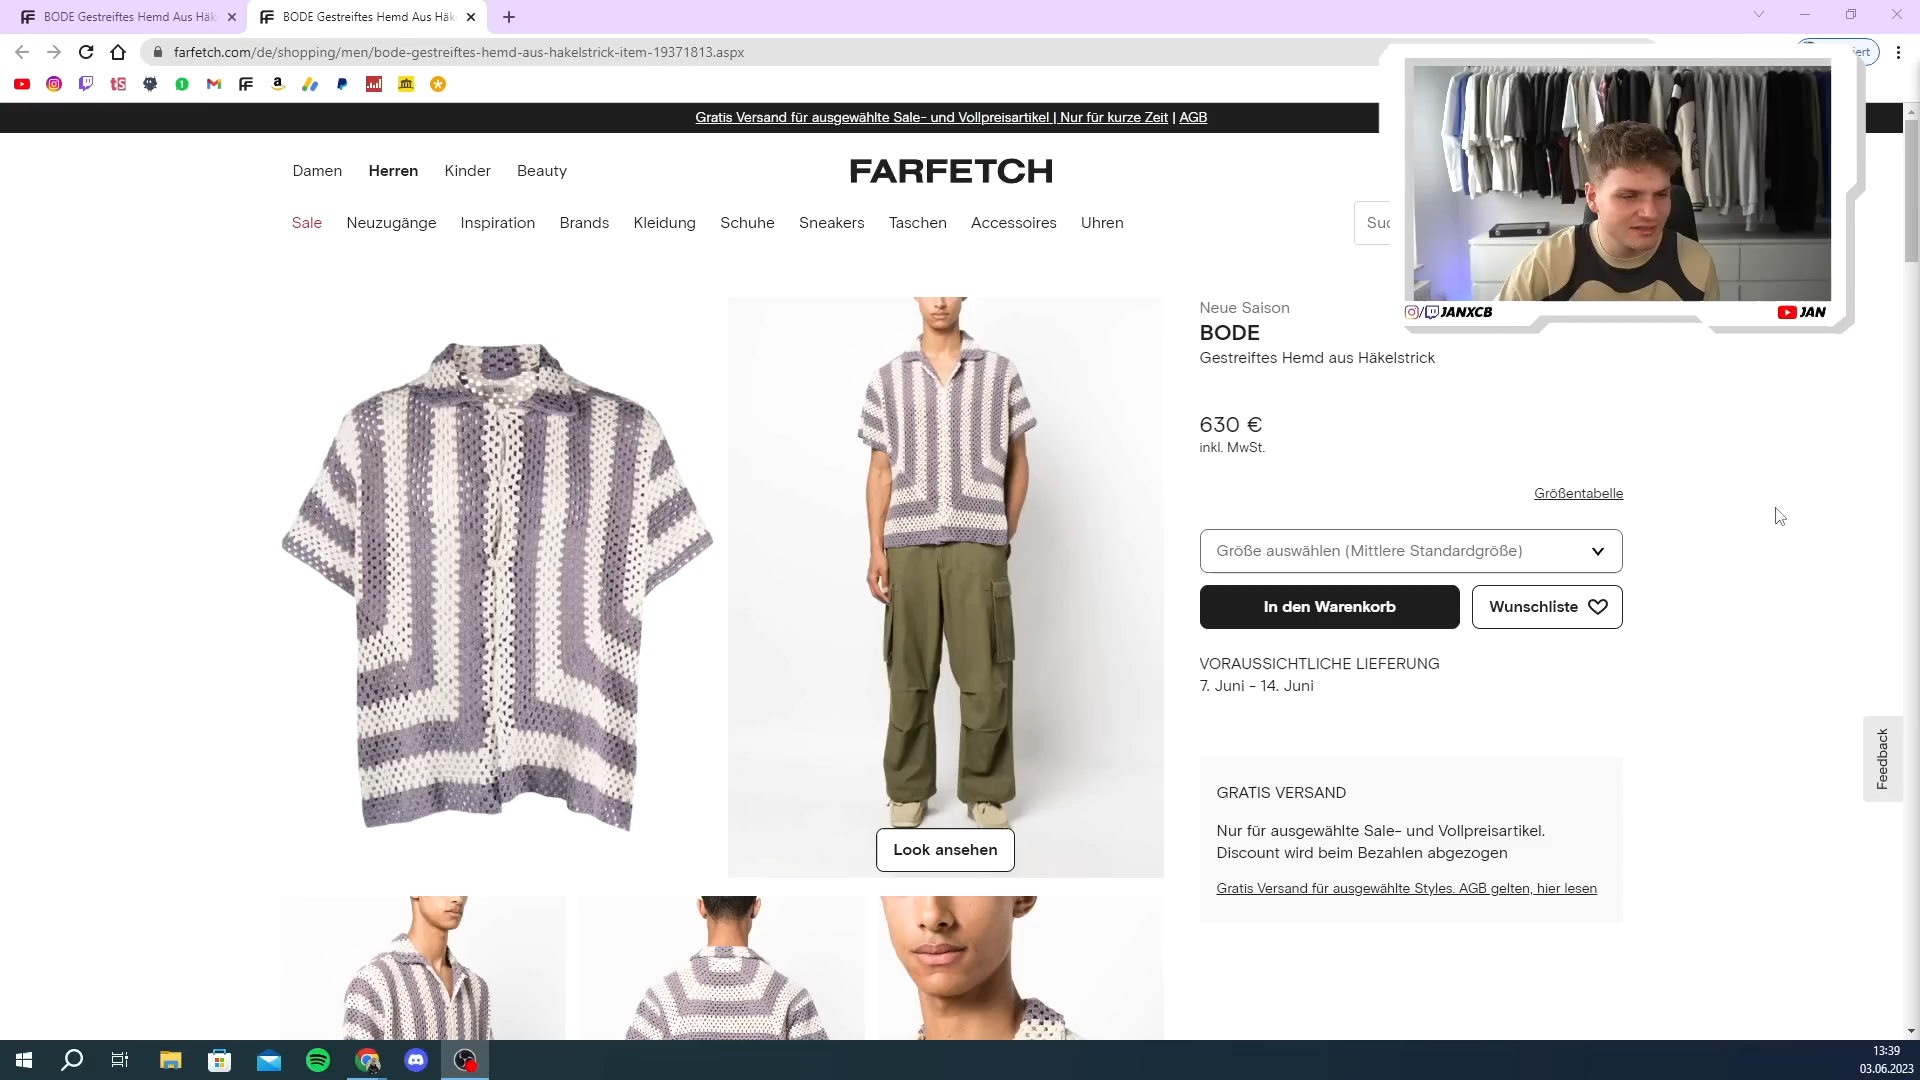 BODE Gestreiftes Hemd Aus Häk
BODE Gestreiftes Hemd Aus Häk
farfetch.com/de/shopping/men/bode-gestreiftes-hemd-aus-hakelstrick-item-19371813.aspx
Gratis Versand für ausgewählte Sale- und Vollpreisartikel | Nur für kurze Zeit | AGB
Damen Herren Kinder Beauty
FARFETCH
Sale Neuzugänge Inspiration Brands Kleidung Schuhe Sneakers Taschen Accessoires Uhren
Suc
JANXCB
JAN
Neue Saison
BODE
Gestreiftes Hemd aus Häkelstrick
630 €
inkl. MwSt.
Größentabelle
Größe auswählen (Mittlere Standardgröße)
In den Warenkorb
Wunschliste
VORAUSSICHTLICHE LIEFERUNG
7. Juni - 14. Juni
Feedback
GRATIS VERSAND
Nur für ausgewählte Sale- und Vollpreisartikel.
Discount wird beim Bezahlen abgezogen
Gratis Versand für ausgewählte Styles. AGB gelten, hier lesen
Look ansehen
13:39
03.06.2023